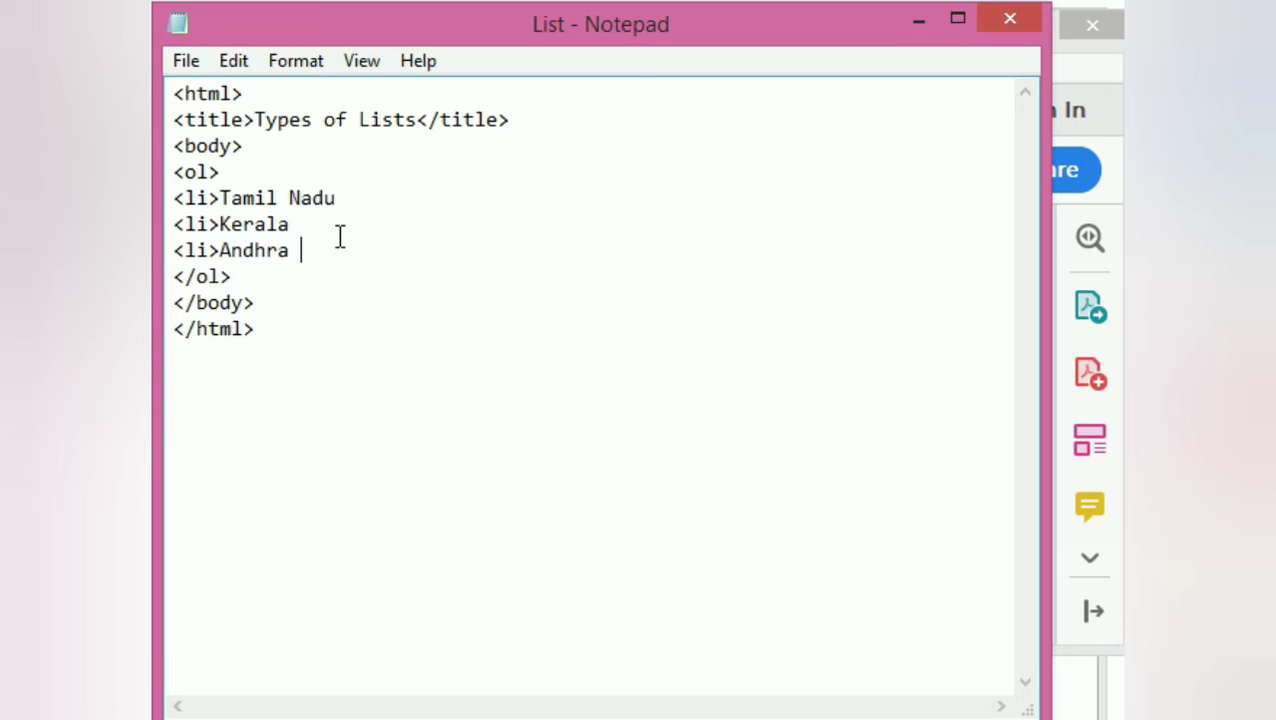 List - Notepad
File Edit Format View Help
<html>
<title>Types of Lists</title>
<body>
<ol>
<li>Tamil Nadu
<li>Kerala
<li>Andhra
</ol>
</body>
</html>
In